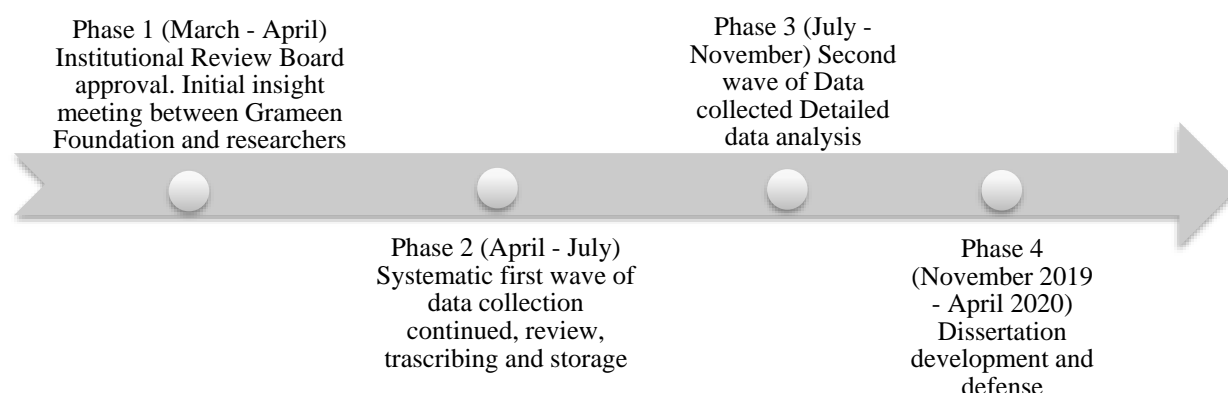 Phase 1 (March - April)
Institutional Review Board
approval. Initial insight
meeting between Grameen
Foundation and researchers
Phase 2 (April - July)
Systematic first wave of
data collection
continued, review,
trascribing and storage
Phase 3 (July -
November) Second
wave of Data
collected Detailed
data analysis
Phase 4
(November 2019
- April 2020)
Dissertation
development and
defense